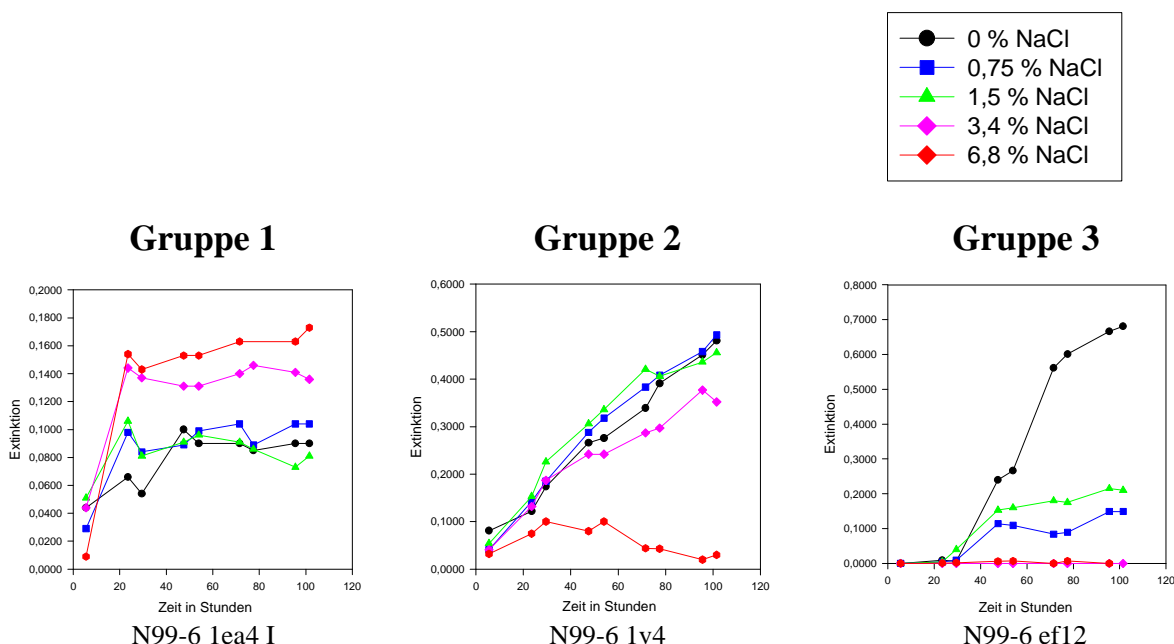 0 % NaCl
0,75 % NaCl
1,5 % NaCl
3,4 % NaCl
6,8 % NaCl
Gruppe 1
Gruppe 2
Gruppe 3
0,2000
0,1800
0,1600
0,1400
0,1200
0,1000
0,0800
0,0600
0,0400
0,0200
0,0000
Extinktion
0 20 40 60 80 100 120
Zeit in Stunden
N99-6 1ea4 I
0,6000
0,5000
0,4000
0,3000
0,2000
0,1000
0,0000
Extinktion
0 20 40 60 80 100 120
Zeit in Stunden
N99-6 1v4
0,8000
0,7000
0,6000
0,5000
0,4000
0,3000
0,2000
0,1000
0,0000
Extinktion
0 20 40 60 80 100 120
Zeit in Stunden
N99-6 ef12